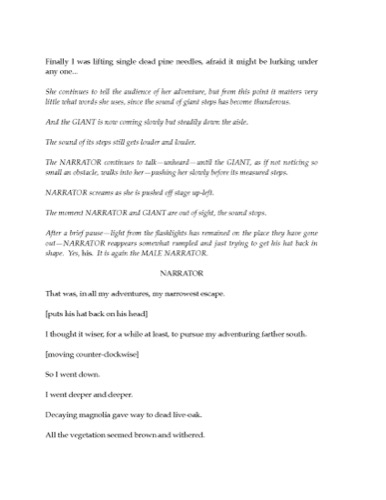 Finally I was lifting single dead pine needles, afraid it might be lurking under
any one...
She continues to tell the audience of her adventure, but from this point it matters very
little what words she uses, since the sound of giant steps has become thunderous.
And the GIANT is now coming slowly but steadily down the aisle.
The sound of its steps still gets louder and louder.
The NARRATOR continues to talk—unheard—until the GIANT, as if not noticing so
small an obstacle, walks into her—pushing her slowly before its measured steps.
NARRATOR screams as she is pushed off stage up-left.
The moment NARRATOR and GIANT are out of sight, the sound stops.
After a brief pause—light from the flashlights has remained on the place they have gone
out—NARRATOR reappears somewhat rumpled and just trying to get his hat back in
shape. Yes, his. It is again the MALE NARRATOR.
NARRATOR
That was, in all my adventures, my narrowest escape.
[puts his hat back on his head]
I thought it wiser, for a while at least, to pursue my adventuring farther south.
[moving counter-clockwise]
So I went down.
I went deeper and deeper.
Decaying magnolia gave way to dead live-oak.
All the vegetation seemed brown and withered.